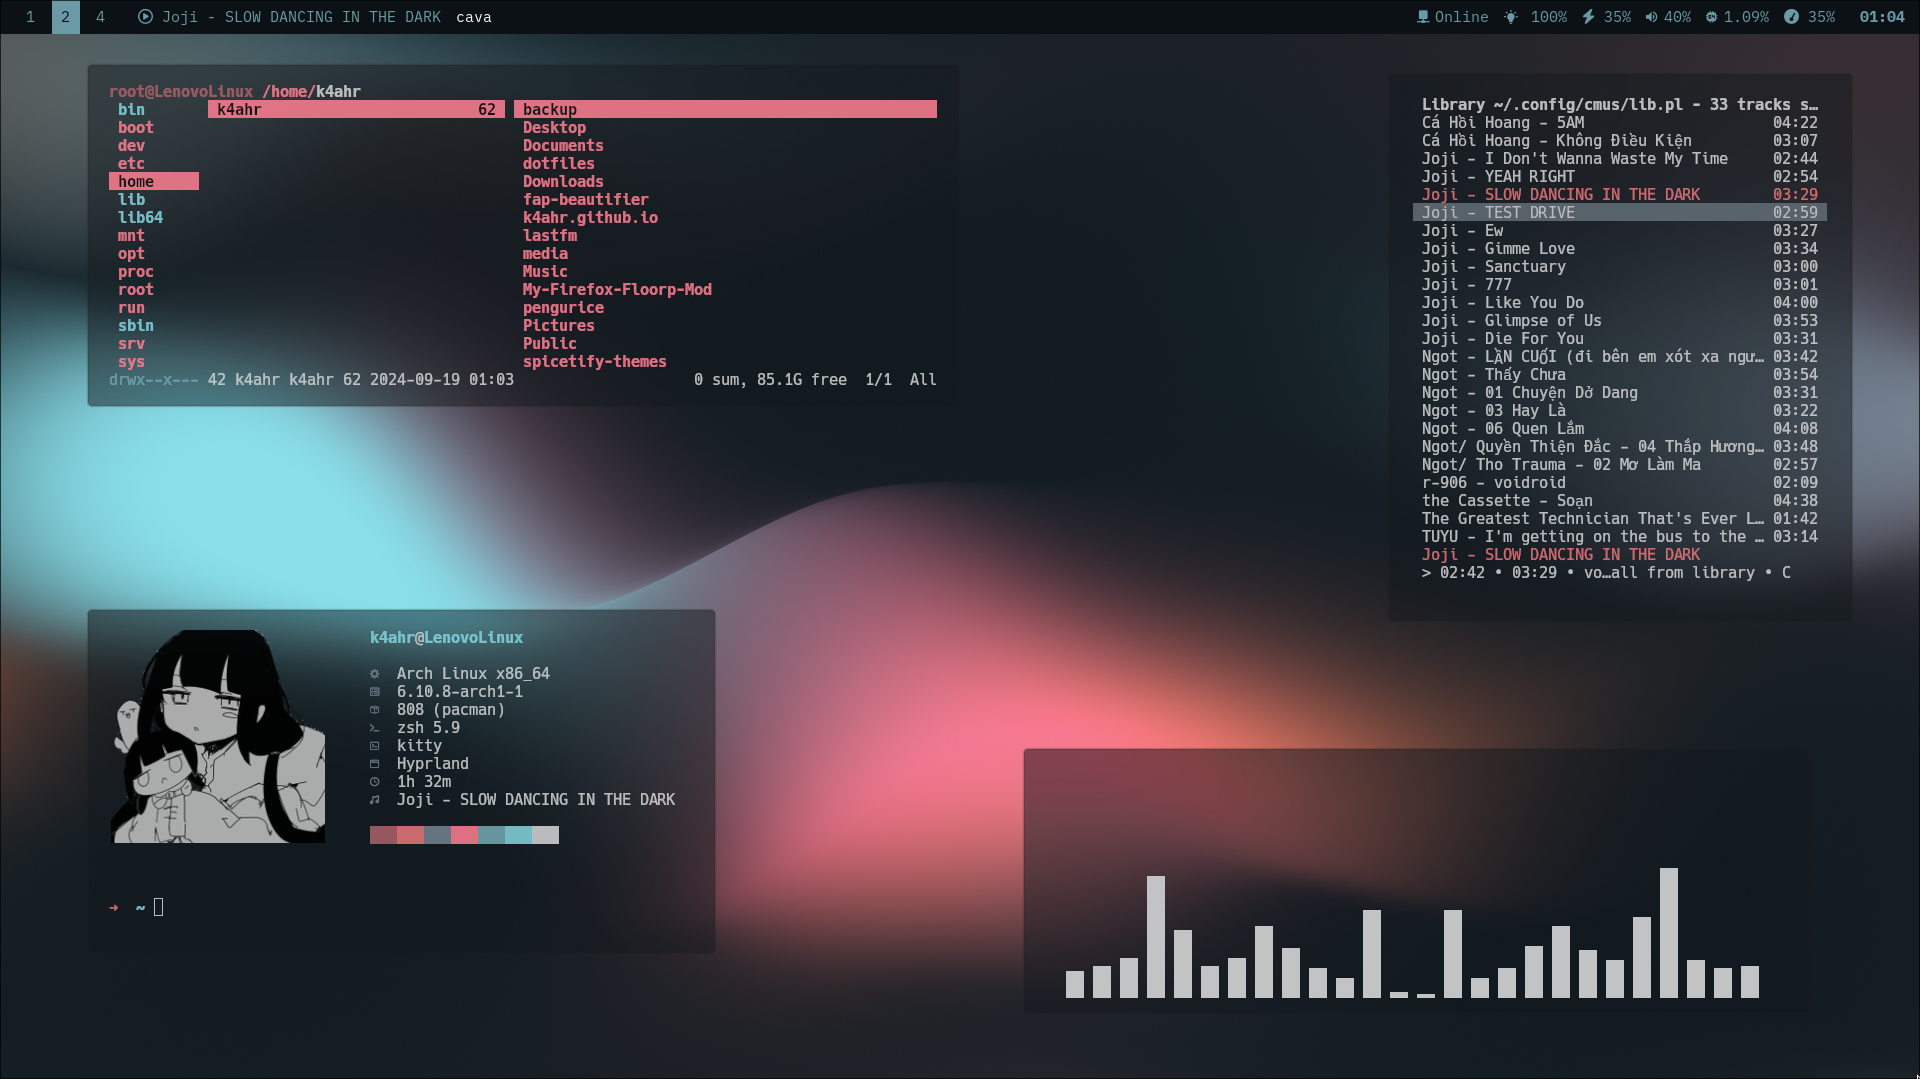 1 2 4 Joji - SLOW DANCING IN THE DARK cava Online 100% 35% 40% 1.09% 35% 01:04
root@LenovoLinux /home/k4ahr
bin k4ahr 62 backup
boot Desktop
dev Documents
etc dotfiles
home Downloads
lib fap-beautifier
lib64 k4ahr.github.io
mnt lastfm
opt media
proc Music
root My-Firefox-Floorp-Mod
run pengurice
sbin Pictures
srv Public
sys spicetify-themes
drwx--x--- 42 k4ahr k4ahr 62 2024-09-19 01:03 0 sum, 85.1G free 1/1 All
Library ~/.config/cmus/lib.pl - 33 tracks s…
Cá Hồi Hoang - 5AM 04:22
Cá Hồi Hoang - Không Điều Kiện 03:07
Joji - I Don't Wanna Waste My Time 02:44
Joji - YEAH RIGHT 02:54
Joji - SLOW DANCING IN THE DARK 03:29
Joji - TEST DRIVE 02:59
Joji - Ew 03:27
Joji - Gimme Love 03:34
Joji - Sanctuary 03:00
Joji - 777 03:01
Joji - Like You Do 04:00
Joji - Glimpse of Us 03:53
Joji - Die For You 03:31
Ngot - LẦN CUỐI (đi bên em xót xa ngư… 03:42
Ngot - Thấy Chưa 03:54
Ngot - 01 Chuyện Dở Dang 03:31
Ngot - 03 Hay Là 03:22
Ngot - 06 Quen Lắm 04:08
Ngot/ Quyền Thiện Đắc - 04 Thắp Hương… 03:48
Ngot/ Tho Trauma - 02 Mơ Làm Ma 02:57
r-906 - voidroid 02:09
the Cassette - Soạn 04:38
The Greatest Technician That's Ever L… 01:42
TUYU - I'm getting on the bus to the … 03:14
Joji - SLOW DANCING IN THE DARK
> 02:42 • 03:29 • vo…all from library • C
k4ahr@LenovoLinux
Arch Linux x86_64
6.10.8-arch1-1
808 (pacman)
zsh 5.9
kitty
Hyprland
1h 32m
Joji - SLOW DANCING IN THE DARK
➜ ~